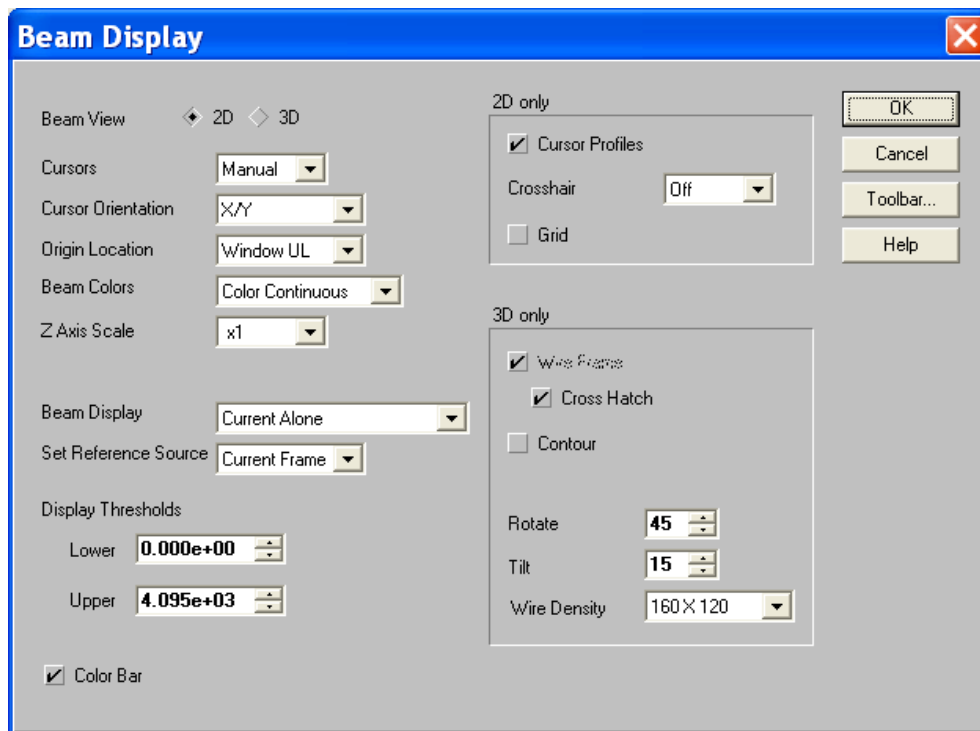 Beam Display
Beam View 2D 3D
Cursors Manual
Cursor Orientation X/Y
Origin Location Window UL
Beam Colors Color Continuous
Z Axis Scale x1
Beam Display Current Alone
Set Reference Source Current Frame
Display Thresholds
Lower 0.000e+00
Upper 4.095e+03
Color Bar
2D only
Cursor Profiles
Crosshair Off
Grid
3D only
Wire Frame
Cross Hatch
Contour
Rotate 45
Tilt 15
Wire Density 160 X 120
OK
Cancel
Toolbar...
Help